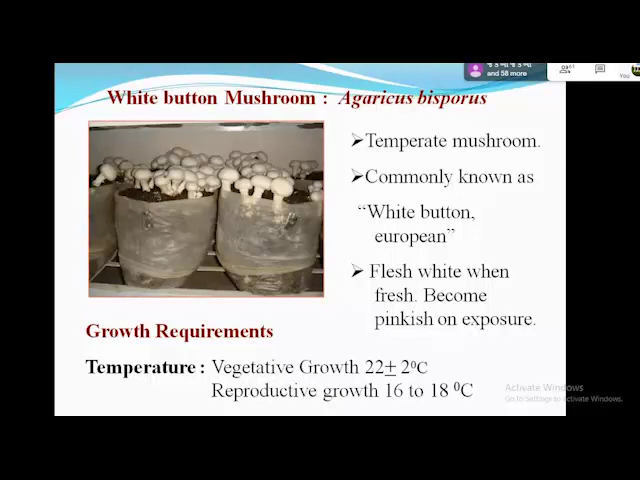 and 58 more
You
White button Mushroom : Agaricus bisporus
➢Temperate mushroom.
➢Commonly known as
“White button,
european”
➢ Flesh white when
fresh. Become
pinkish on exposure.
Growth Requirements
Temperature : Vegetative Growth 22± 2⁰C
Reproductive growth 16 to 18 ⁰C
Activate Windows
Go to Settings to activate Windows.